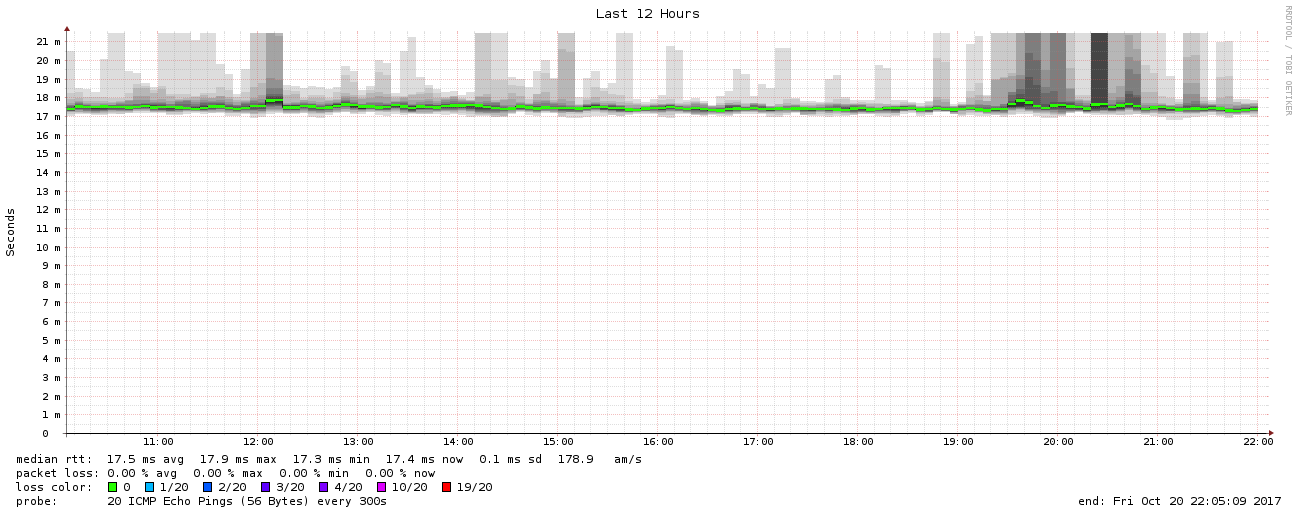 Last 12 Hours
RRDTOOL / TOBI OETIKER
Seconds
21 m
20 m
19 m
18 m
17 m
16 m
15 m
14 m
13 m
12 m
11 m
10 m
9 m
8 m
7 m
6 m
5 m
4 m
3 m
2 m
1 m
0
11:00 12:00 13:00 14:00 15:00 16:00 17:00 18:00 19:00 20:00 21:00 22:00
median rtt: 17.5 ms avg 17.9 ms max 17.3 ms min 17.4 ms now 0.1 ms sd 178.9 am/s
packet loss: 0.00 % avg 0.00 % max 0.00 % min 0.00 % now
loss color: 0 1/20 2/20 3/20 4/20 10/20 19/20
probe: 20 ICMP Echo Pings (56 Bytes) every 300s end: Fri Oct 20 22:05:09 2017